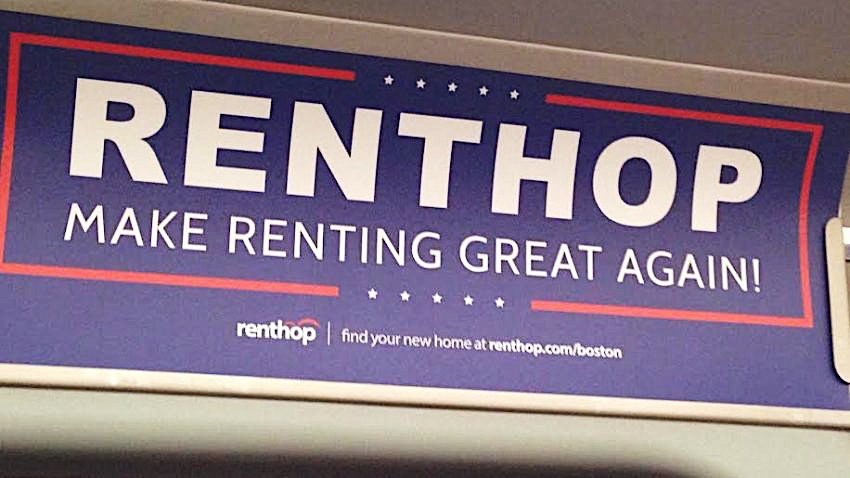 RENTHOP
MAKE RENTING GREAT AGAIN!
renthop | find your new home at renthop.com/boston